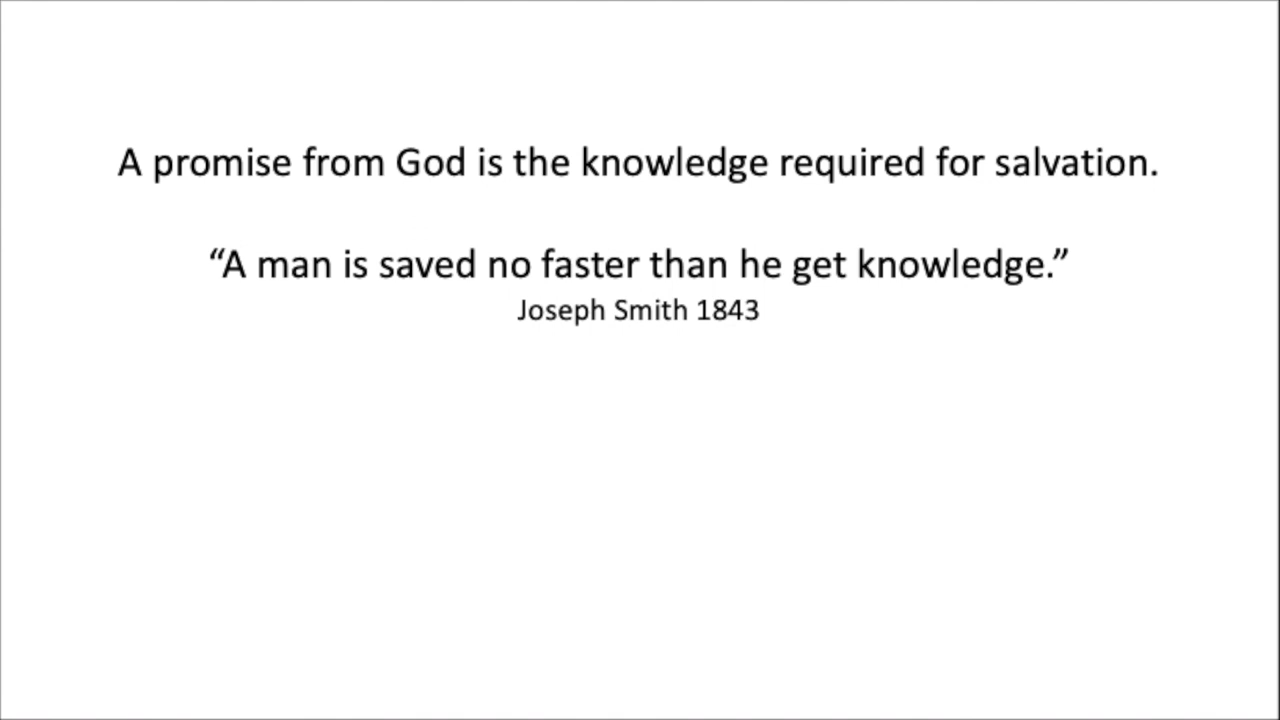 A promise from God is the knowledge required for salvation.
“A man is saved no faster than he get knowledge.”
Joseph Smith 1843